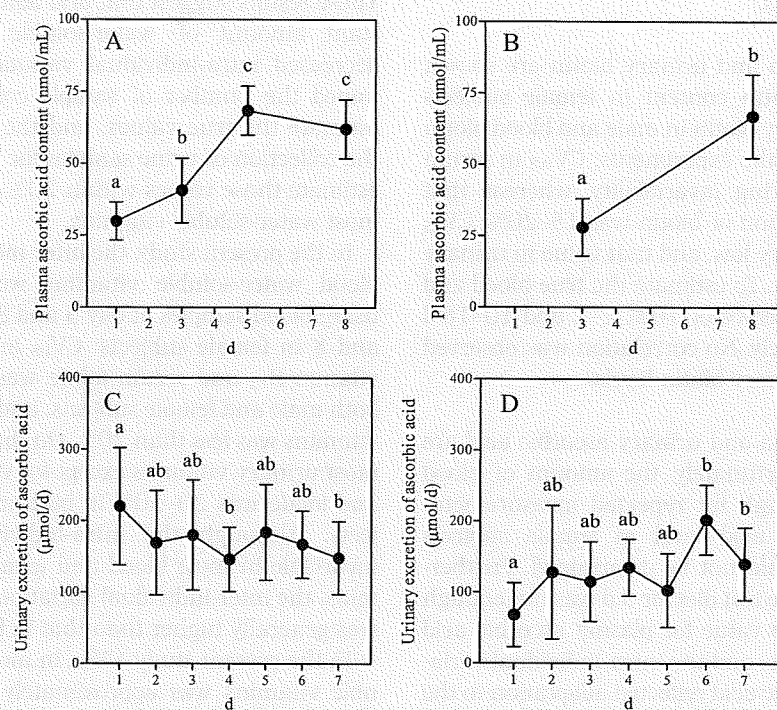 A
Plasma ascorbic acid content (nmol/mL)
100
75
50
25
0
a
b
c
c
1 2 3 4 5 6 7 8
d
B
Plasma ascorbic acid content (nmol/mL)
100
75
50
25
0
a
b
1 2 3 4 5 6 7 8
d
C
Urinary excretion of ascorbic acid
(µmol/d)
400
300
200
100
0
a
ab
ab
b
ab
ab
b
1 2 3 4 5 6 7
d
D
Urinary excretion of ascorbic acid
(µmol/d)
400
300
200
100
0
a
ab
ab
ab
ab
b
b
1 2 3 4 5 6 7
d